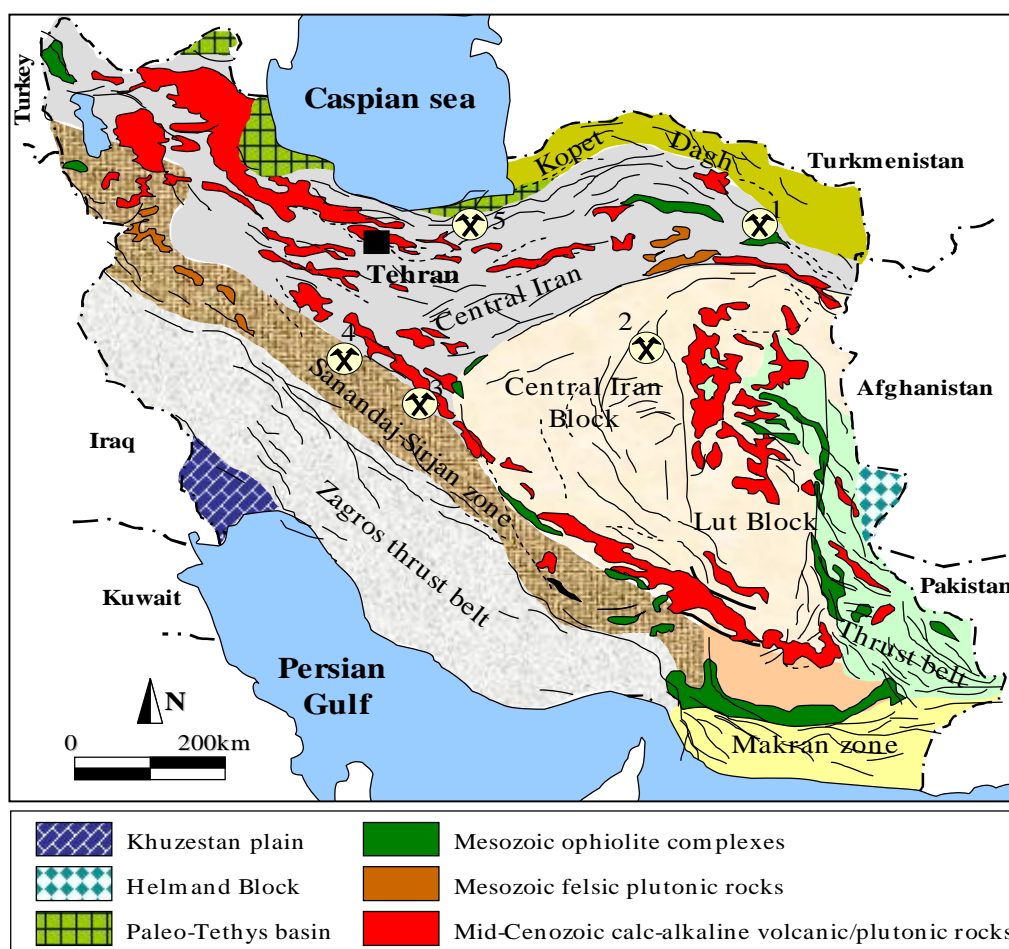 Turkey
Caspian sea
Kopet Dagh
Turkmenistan
7
5
1
Tehran
Central Iran
2
4
3
Central Iran
Block
Sanandaj-Sirjan zone
Afghanistan
Iraq
Zagros thrust belt
Lut Block
Kuwait
Pakistan
Thrust belt
Persian
Gulf
N
0 200km
Makran zone
Khuzestan plain
Mesozoic ophiolite complexes
Helmand Block
Mesozoic felsic plutonic rocks
Paleo-Tethys basin
Mid-Cenozoic calc-alkaline volcanic/plutonic rocks